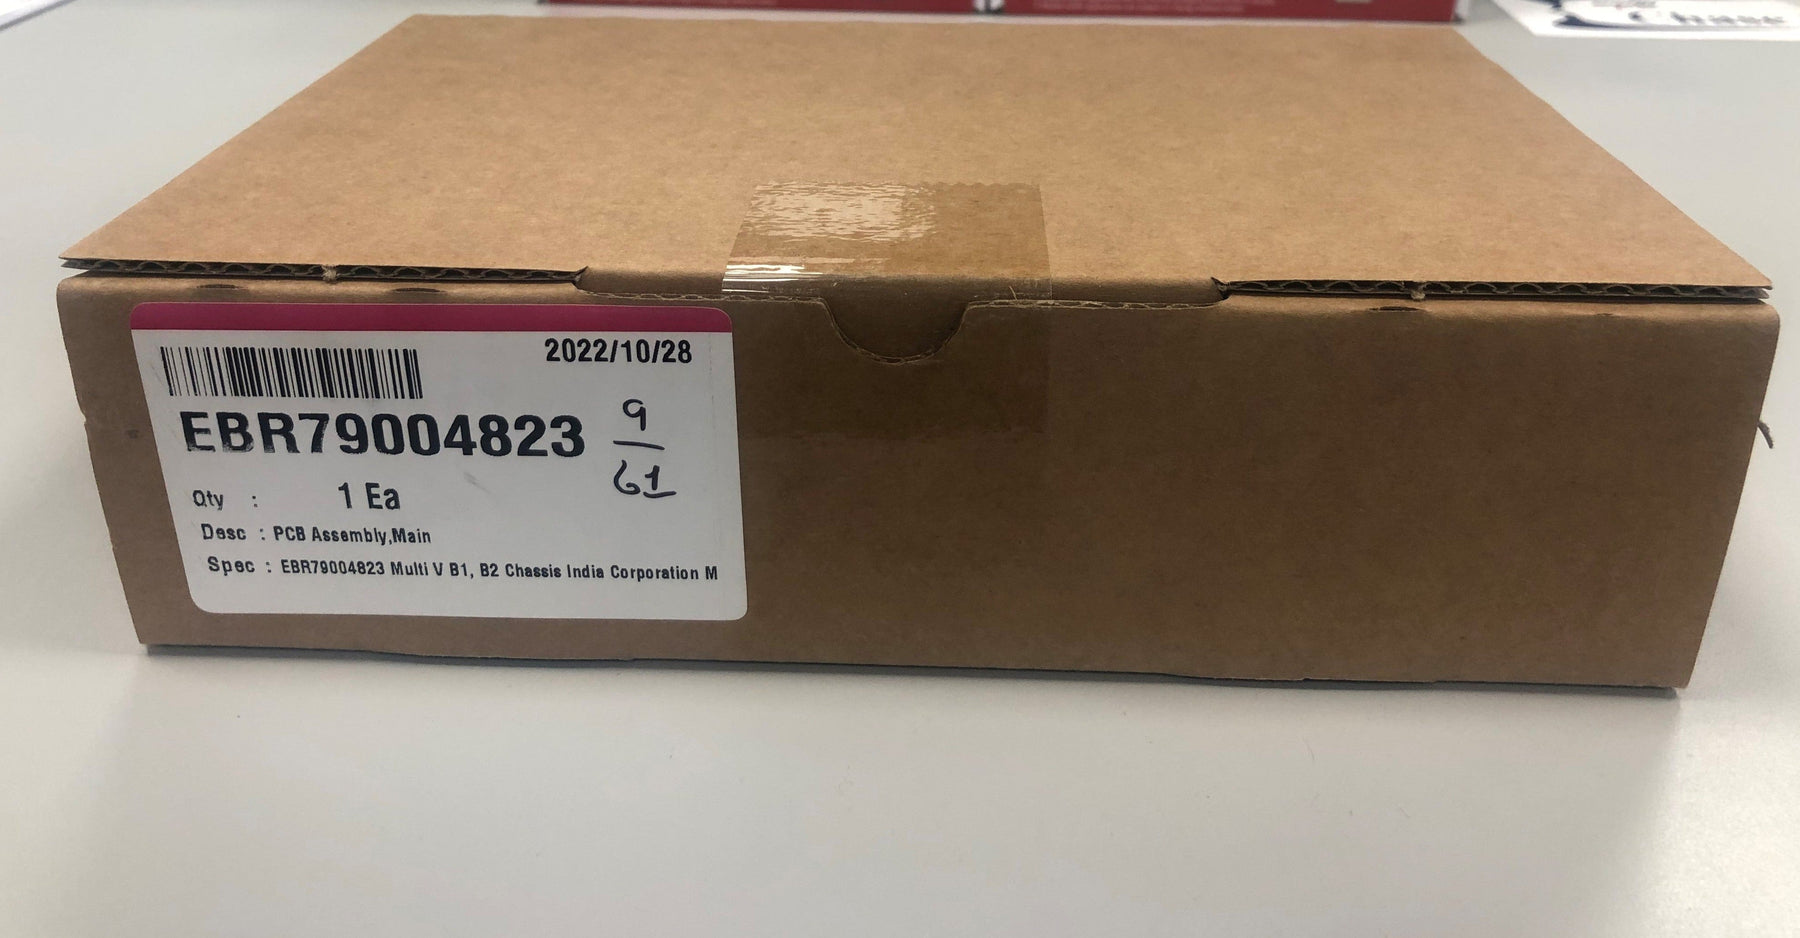 2022/10/28
EBR79004823
9
61
Qty : 1 Ea
Desc : PCB Assembly,Main
Spec : EBR79004823 Multi V B1, B2 Chassis India Corporation M